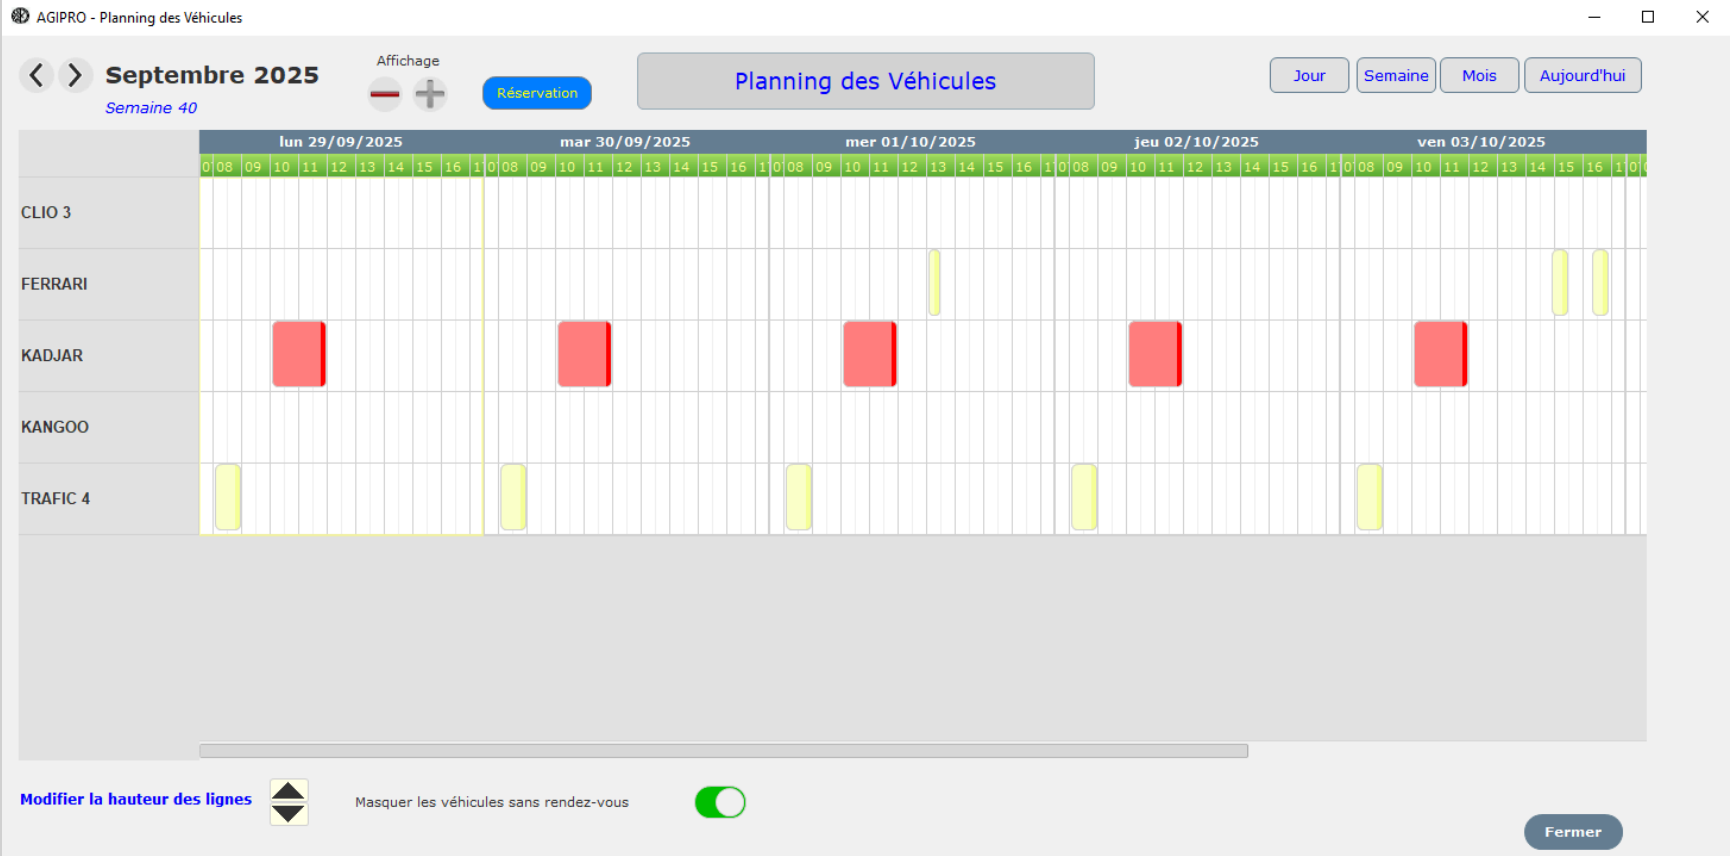 AGIPRO - Planning des Véhicules
Septembre 2025
Semaine 40
Affichage
Réservation
Planning des Véhicules
Jour Semaine Mois Aujourd'hui
lun 29/09/2025 mar 30/09/2025 mer 01/10/2025 jeu 02/10/2025 ven 03/10/2025
08 09 10 11 12 13 14 15 16 08 09 10 11 12 13 14 15 16 08 09 10 11 12 13 14 15 16 08 09 10 11 12 13 14 15 16 08 09 10 11 12 13 14 15 16
CLIO 3
FERRARI
KADJAR
KANGOO
TRAFIC 4
Modifier la hauteur des lignes
Masquer les véhicules sans rendez-vous
Fermer